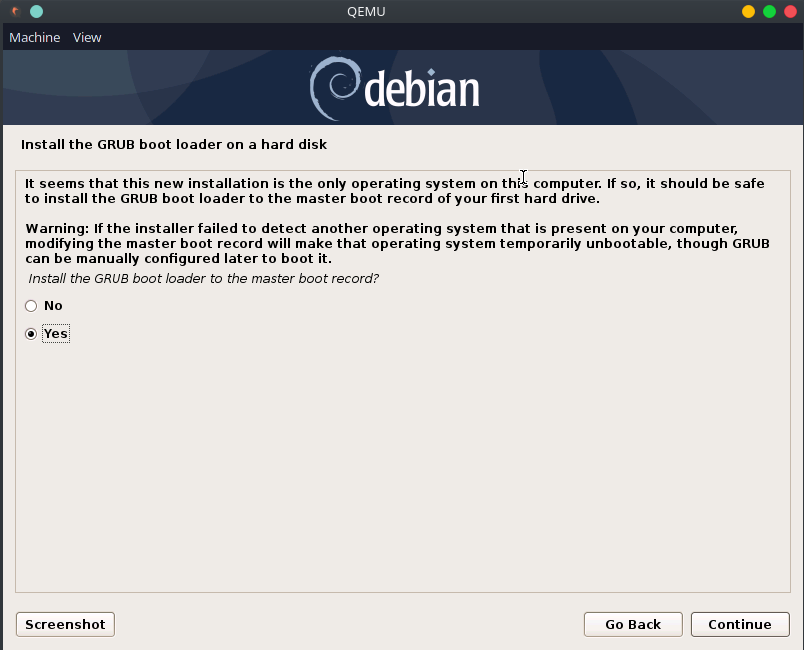 QEMU
Machine View
debian
Install the GRUB boot loader on a hard disk
It seems that this new installation is the only operating system on this computer. If so, it should be safe
to install the GRUB boot loader to the master boot record of your first hard drive.
Warning: If the installer failed to detect another operating system that is present on your computer,
modifying the master boot record will make that operating system temporarily unbootable, though GRUB
can be manually configured later to boot it.
Install the GRUB boot loader to the master boot record?
No
Yes
Screenshot Go Back Continue